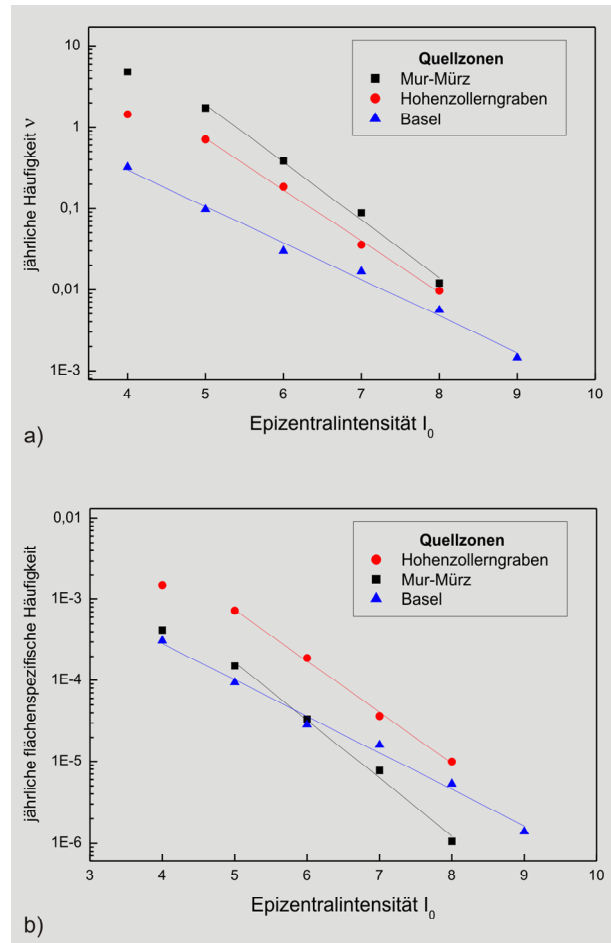 10
1
0,1
0,01
1E-3
jährliche Häufigkeit ν
Quellzonen
Mur-Mürz
Hohenzollerngraben
Basel
4 5 6 7 8 9 10
Epizentralintensität I₀
a)
0,01
1E-3
1E-4
1E-5
1E-6
jährliche flächenspezifische Häufigkeit
Quellzonen
Hohenzollerngraben
Mur-Mürz
Basel
3 4 5 6 7 8 9 10
Epizentralintensität I₀
b)